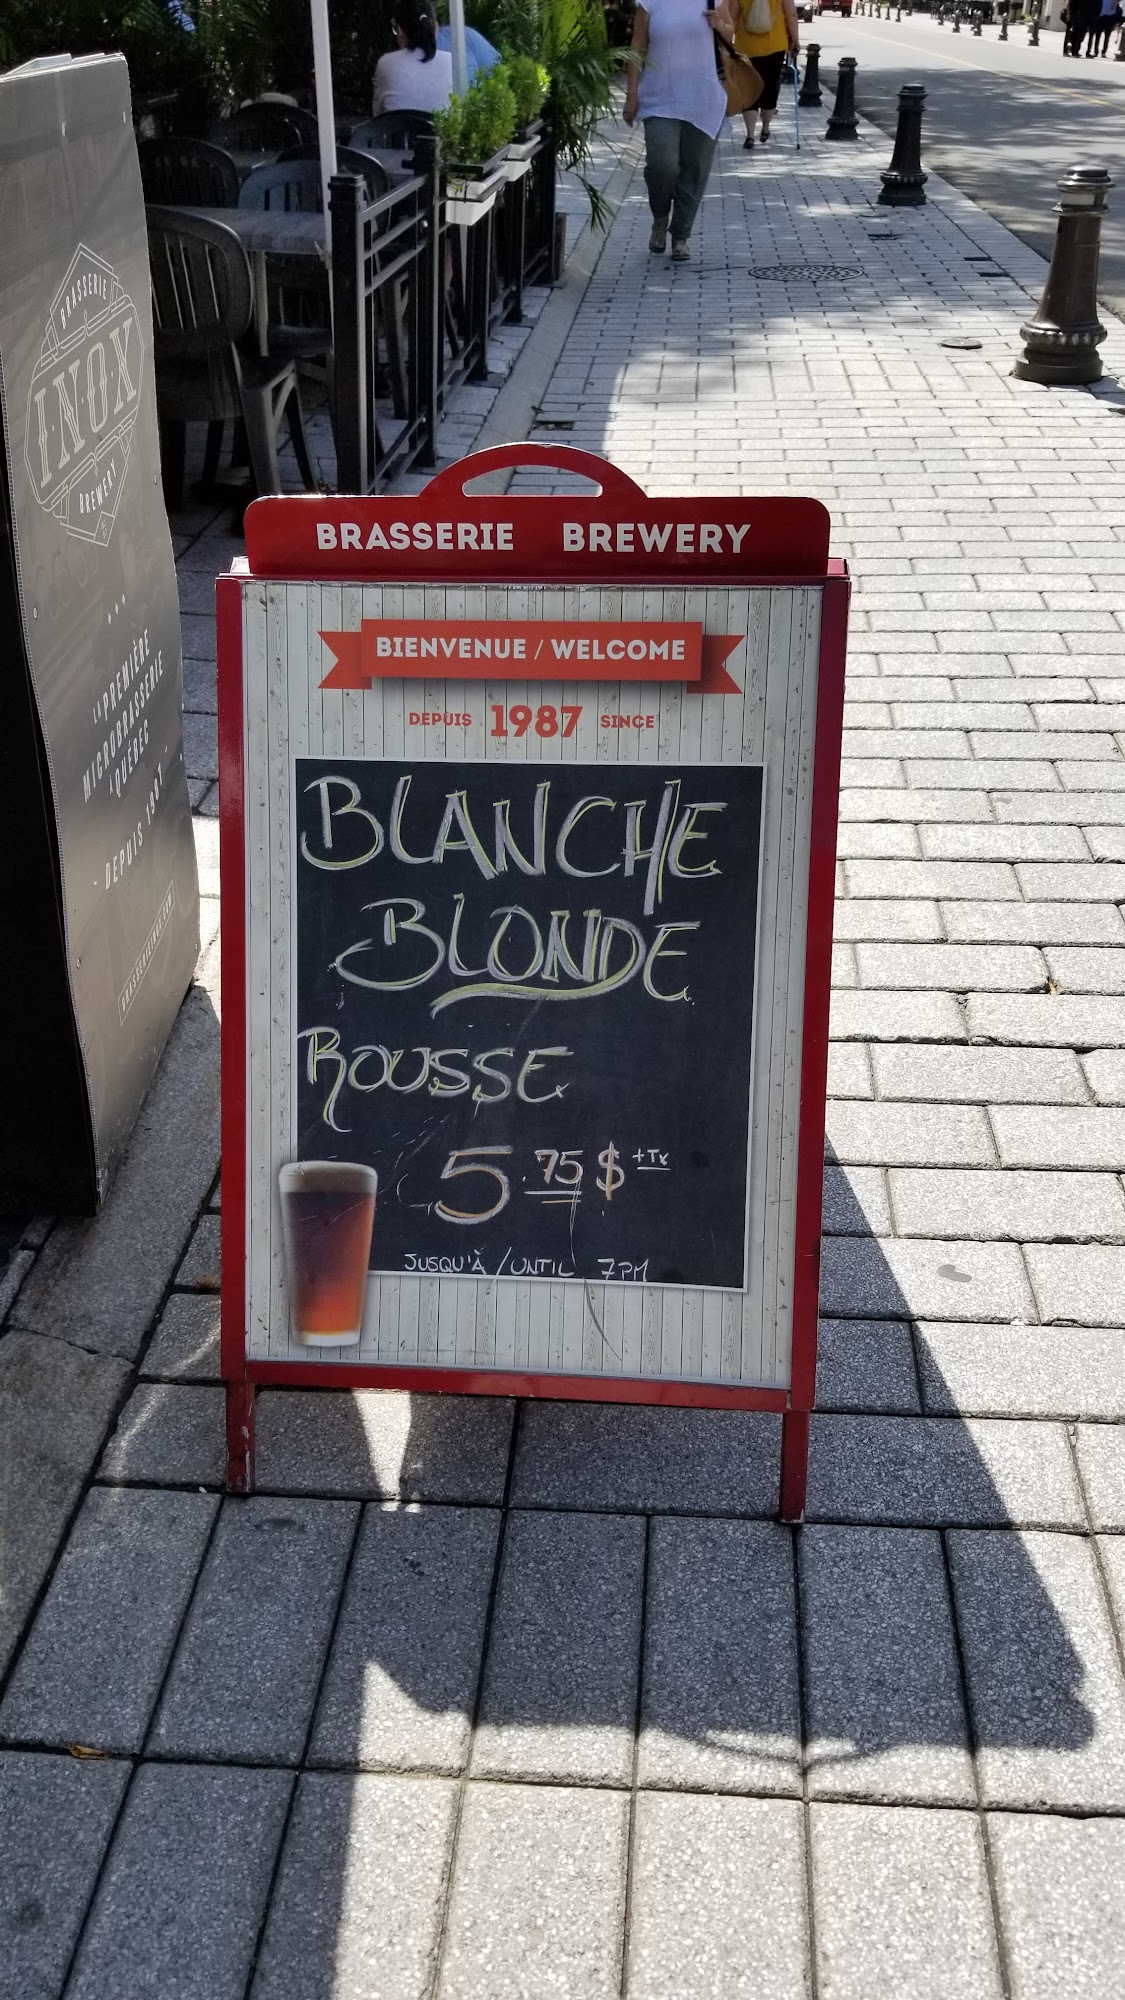 BRASSERIE
INOX
BREWERY
LA PREMIÈRE
MICROBRASSERIE
À QUÉBEC
- DEPUIS 1987 -
BRASSERIE BREWERY
BIENVENUE / WELCOME
DEPUIS 1987 SINCE
BLANCHE
BLONDE
ROUSSE
5.75$ +Tx
JUSQU'À / UNTIL 7PM